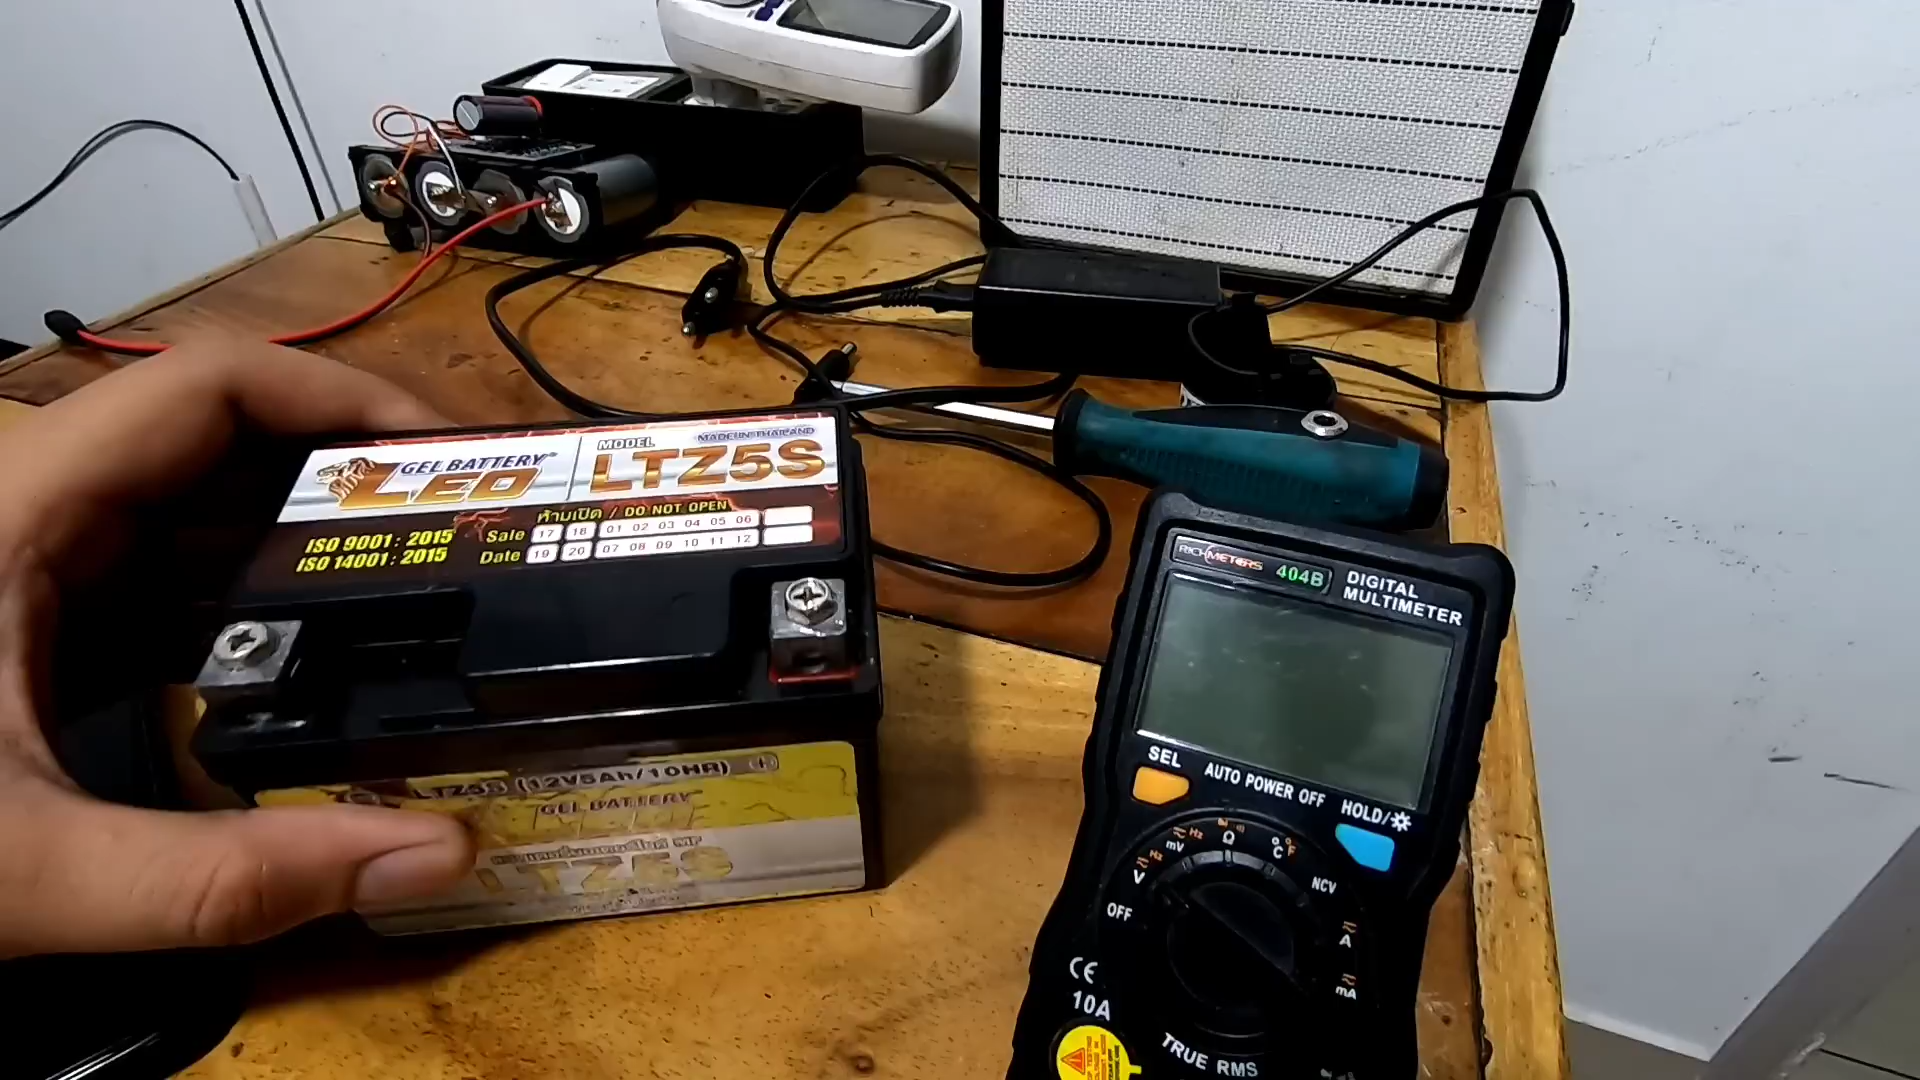 GEL BATTERY
LEO
MODEL
MADE IN THAILAND
LTZ5S
ห้ามเปิด / DO NOT OPEN
ISO 9001: 2015
ISO 14001: 2015
Sale 17 18 01 02 03 04 05 06
Date 19 20 07 08 09 10 11 12
LTZ5S (12V5Ah/10HR)
GEL BATTERY
LTZ5S
RICHMETERS 404B DIGITAL
MULTIMETER
SEL
AUTO POWER OFF
HOLD/
Hz
mV
Ω
°C °F
Hz
V
NCV
OFF
A
mA
CE
10A
TRUE RMS